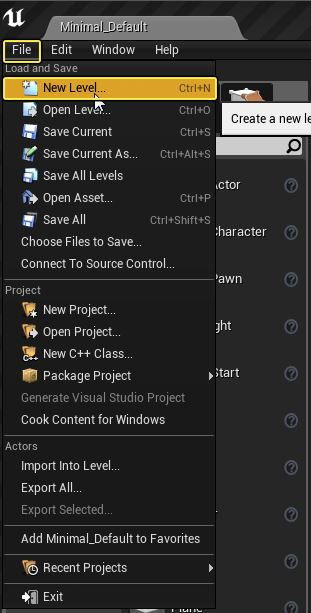 Minimal_Default
File Edit Window Help
Load and Save
New Level... Ctrl+N
Open Level... Ctrl+O
Create a new le
Save Current Ctrl+S
Save Current As... Ctrl+Alt+S
Save All Levels
Actor
Open Asset... Ctrl+P
Save All Ctrl+Shift+S
Character
Choose Files to Save...
Connect To Source Control...
Pawn
Project
New Project...
Open Project...
ght
New C++ Class...
Package Project
Start
Generate Visual Studio Project
Cook Content for Windows
Actors
Import Into Level...
Export All...
Export Selected...
Add Minimal_Default to Favorites
Recent Projects
Exit
Plane